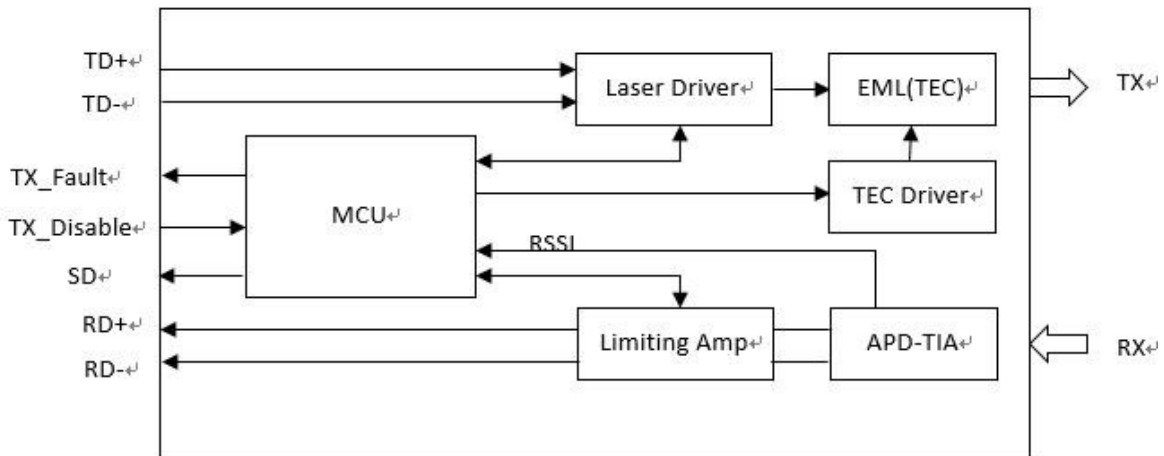 TD+
TD-
Laser Driver
EML(TEC)
TX
TX_Fault
MCU
TEC Driver
TX_Disable
RSSI
SD
RD+
RD-
Limiting Amp
APD-TIA
RX